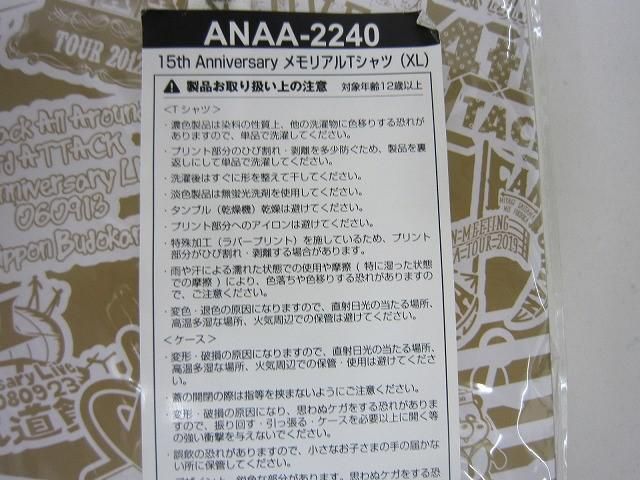 ANAA-2240
15th Anniversary メモリアルTシャツ (XL)
製品お取り扱い上の注意 対象年齢12歳以上
<Tシャツ>
・濃色製品は染料の性質上、他の洗濯物に色移りする恐れが
ありますので、単品で洗濯してください。
・プリント部分のひび割れ・剥離を多少防ぐため、製品を裏
返しにして単品で洗濯してください。
・洗濯後はすぐに形を整えて干してください。
・淡色製品は無蛍光洗剤を使用してください。
・タンブル（乾燥機）乾燥は避けてください。
・プリント部分へのアイロンは避けてください。
・特殊加工（ラバープリント）を施しているため、プリント
部分がひび割れ・剥離する場合があります。
・雨や汗による濡れた状態での使用や摩擦（特に湿った状態
での摩擦）により、色落ちや色移りする恐れがありますの
で、ご注意ください。
・変色・退色の原因になりますので、直射日光の当たる場所、
高温多湿な場所、火気周辺での保管は避けてください。
<ケース>
・変形・破損の原因になりますので、直射日光の当たる場所、
高温多湿な場所、火気周辺での使用・保管は避けてくださ
い。
・蓋の開閉の際は指等を挟まないようにご注意ください。
・変形・破損の原因になり、思わぬケガをする恐れがありま
すので、振り回す・引っ張る・ケースを必要以上に開く等
の強い衝撃を与えないでください。
・誤飲の恐れがありますので、小さなお子さまの手の届かな
い所に保管してください。
TOUR 2012
ATTACK
Anniversary Li
060913
ippon Budokan
080923
道
TAC
N-MEETING
A-TOUR-2019